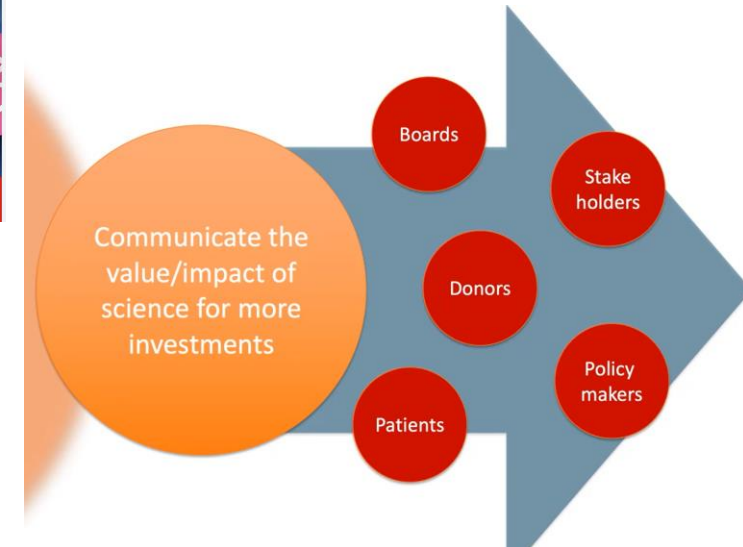 Communicate the
value/impact of
science for more
investments
Boards
Stake
holders
Donors
Policy
makers
Patients